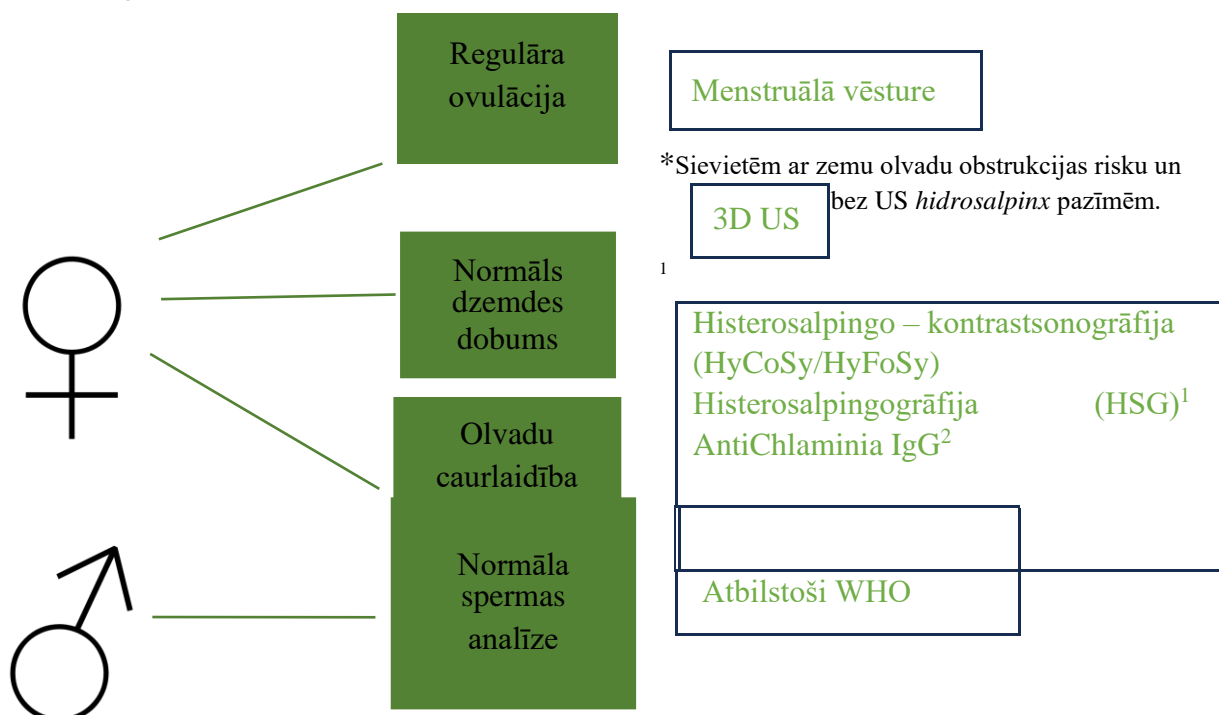 Regulāra
ovulācija
Menstruālā vēsture
*Sievietēm ar zemu olvadu obstrukcijas risku un
bez US hidrosalpinx pazīmēm.
3D US
1
Normāls
dzemdes
dobums
Histerosalpingo – kontrastsonogrāfija
(HyCoSy/HyFoSy)
Histerosalpingogrāfija (HSG)1
AntiChlaminia IgG2
Olvadu
caurlaidība
Normāla
spermas
analīze
Atbilstoši WHO